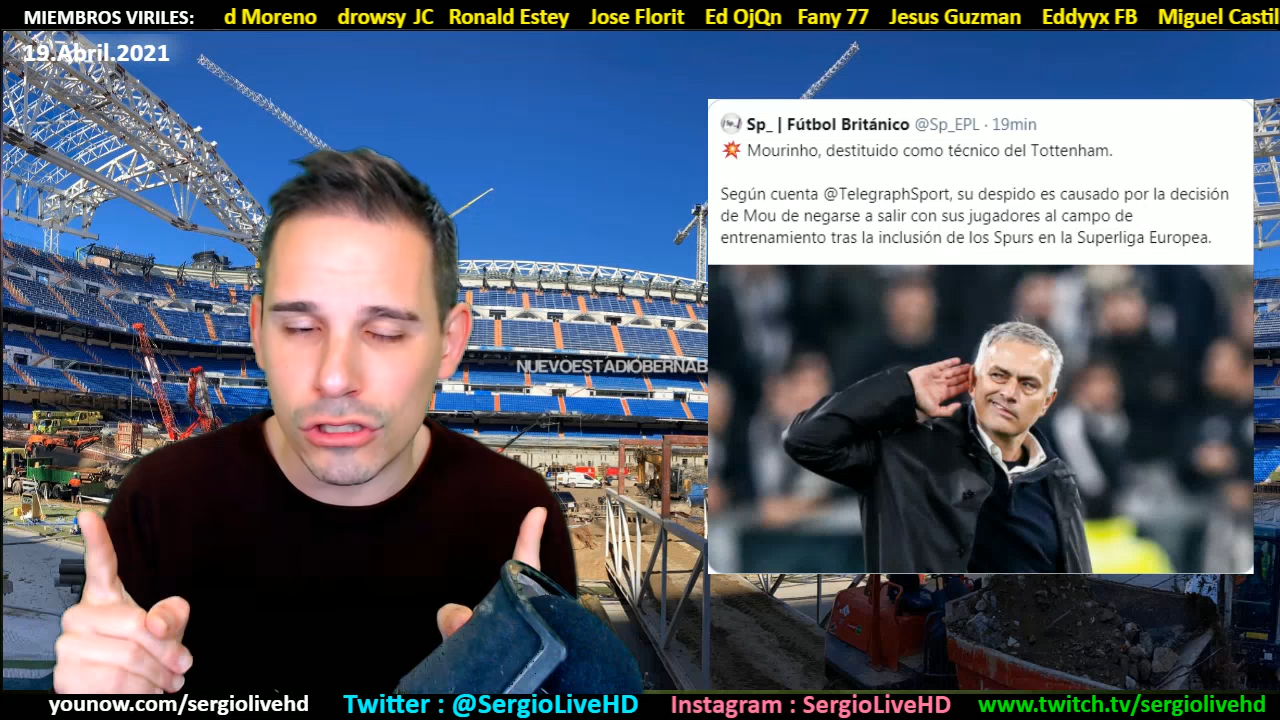 MIEMBROS VIRILES: d Moreno drowsy JC Ronald Estey Jose Florit Ed OjQn Fany 77 Jesus Guzman Eddyyx FB Miguel Castil
19.Abril.2021
Sp_ | Fútbol Británico @Sp_EPL · 19min
💥 Mourinho, destituido como técnico del Tottenham.
Según cuenta @TelegraphSport, su despido es causado por la decisión
de Mou de negarse a salir con sus jugadores al campo de
entrenamiento tras la inclusión de los Spurs en la Superliga Europea.
NUEVOESTADIOBERNAB
younow.com/sergiolivehd Twitter : @SergioLiveHD Instagram : SergioLiveHD www.twitch.tv/sergiolivehd